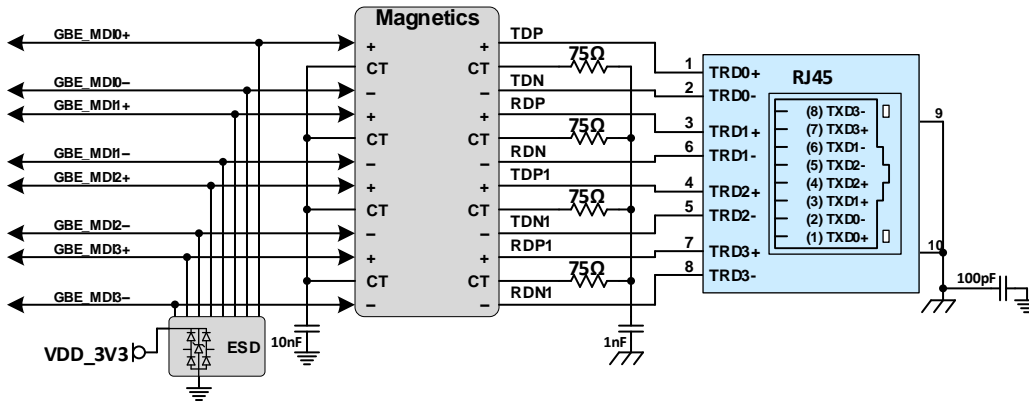 Magnetics
GBE_MDI0+
+
+
TDP
75Ω
CT
CT
1
TRD0+
RJ45
GBE_MDI0–
–
–
TDN
2
TRD0-
GBE_MDI1+
+
+
RDP
(8) TXD3-
9
75Ω
3
TRD1+
(7) TXD3+
CT
CT
(6) TXD1-
GBE_MDI1–
–
–
RDN
6
TRD1-
(5) TXD2-
GBE_MDI2+
+
+
TDP1
4
TRD2+
(4) TXD2+
75Ω
(3) TXD1+
CT
CT
5
TRD2-
(2) TXD0-
GBE_MDI2–
–
–
TDN1
(1) TXD0+
GBE_MDI3+
+
+
RDP1
7
TRD3+
10
75Ω
CT
CT
8
TRD3-
100pF
GBE_MDI3–
–
–
RDN1
VDD_3V3
ESD
10nF
1nF